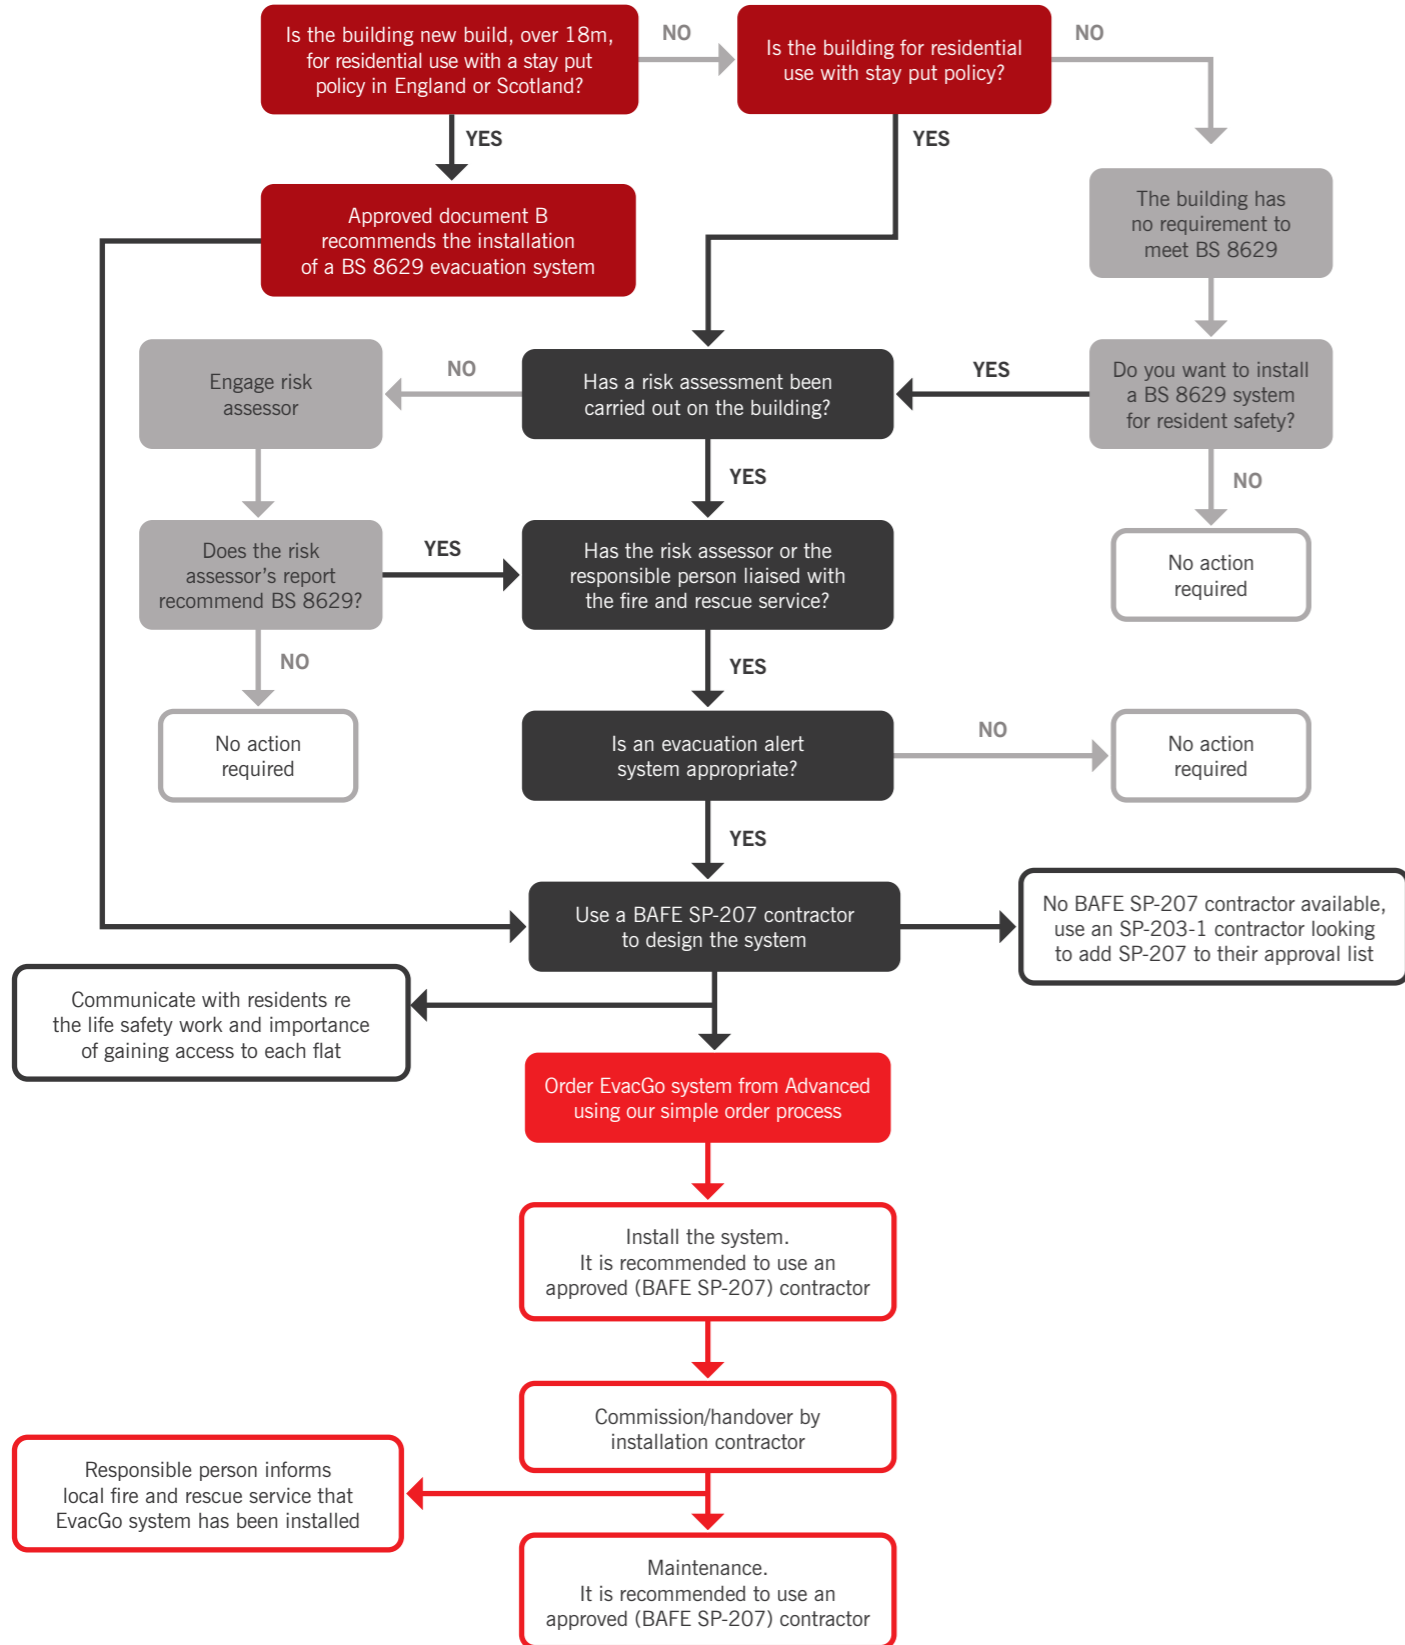 Is the building new build, over 18m,
for residential use with a stay put
policy in England or Scotland?
NO
Is the building for residential
use with stay put policy?
NO
YES
YES
Approved document B
recommends the installation
of a BS 8629 evacuation system
The building has
no requirement to
meet BS 8629
Engage risk
assessor
NO
Has a risk assessment been
carried out on the building?
YES
Do you want to install
a BS 8629 system
for resident safety?
YES
NO
Does the risk
assessor's report
recommend BS 8629?
YES
Has the risk assessor or the
responsible person liaised with
the fire and rescue service?
No action
required
NO
YES
No action
required
Is an evacuation alert
system appropriate?
NO
No action
required
YES
Use a BAFE SP-207 contractor
to design the system
No BAFE SP-207 contractor available,
use an SP-203-1 contractor looking
to add SP-207 to their approval list
Communicate with residents re
the life safety work and importance
of gaining access to each flat
Order EvacGo system from Advanced
using our simple order process
Install the system.
It is recommended to use an
approved (BAFE SP-207) contractor
Commission/handover by
installation contractor
Responsible person informs
local fire and rescue service that
EvacGo system has been installed
Maintenance.
It is recommended to use an
approved (BAFE SP-207) contractor